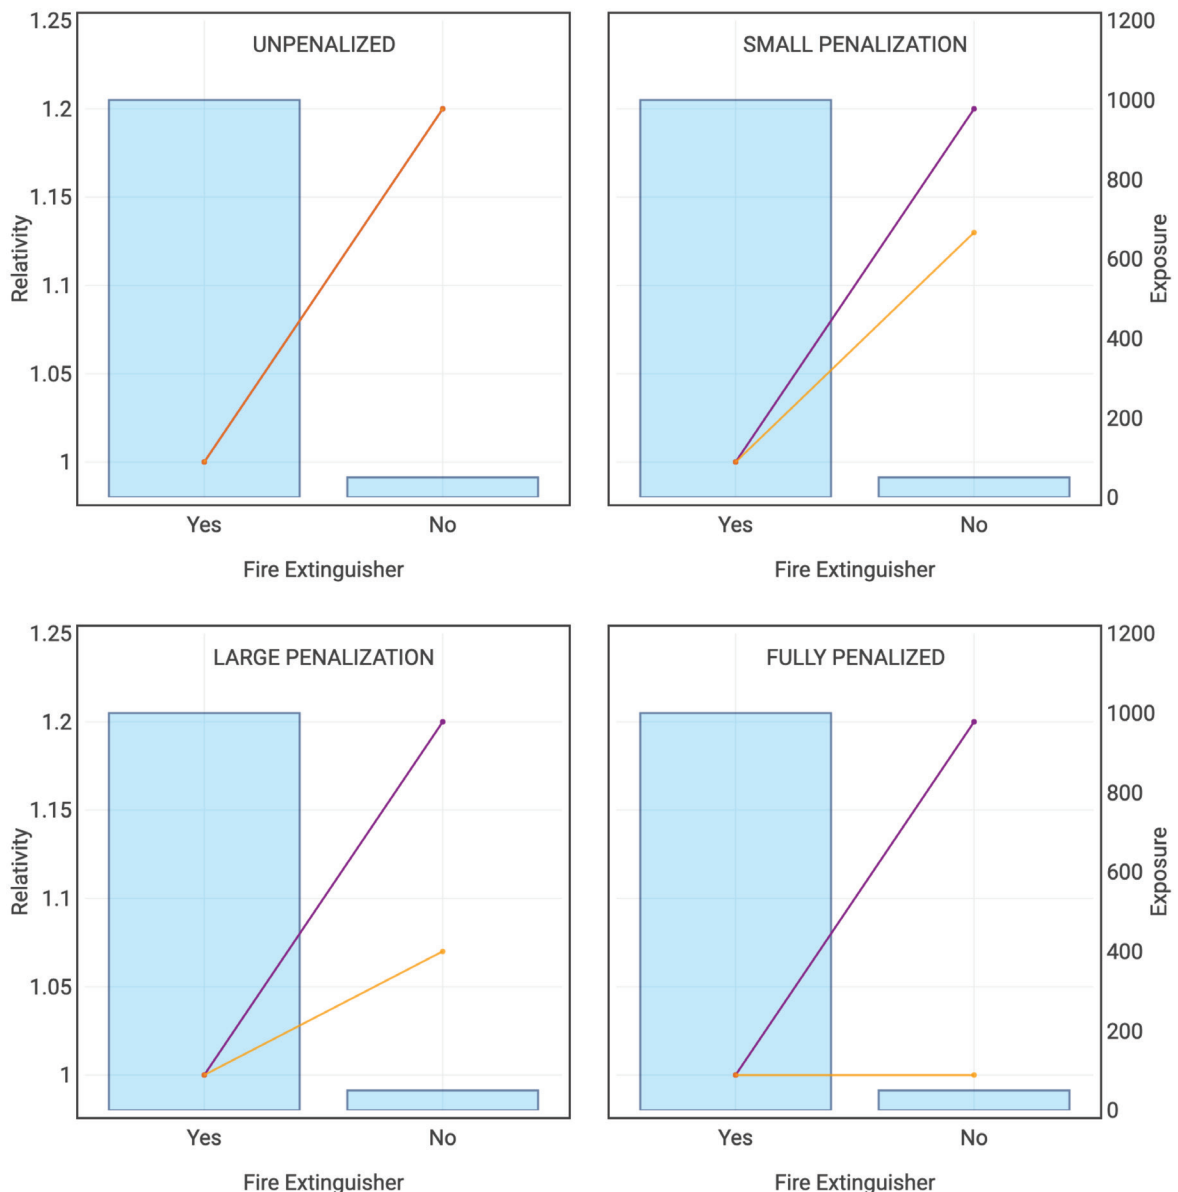 UNPENALIZED
1.25
1.2
1.15
1.1
1.05
1
Relativity
Yes No
Fire Extinguisher
SMALL PENALIZATION
1200
1000
800
600
400
200
0
Exposure
Yes No
Fire Extinguisher
LARGE PENALIZATION
1.25
1.2
1.15
1.1
1.05
1
Relativity
Yes No
Fire Extinguisher
FULLY PENALIZED
1200
1000
800
600
400
200
0
Exposure
Yes No
Fire Extinguisher